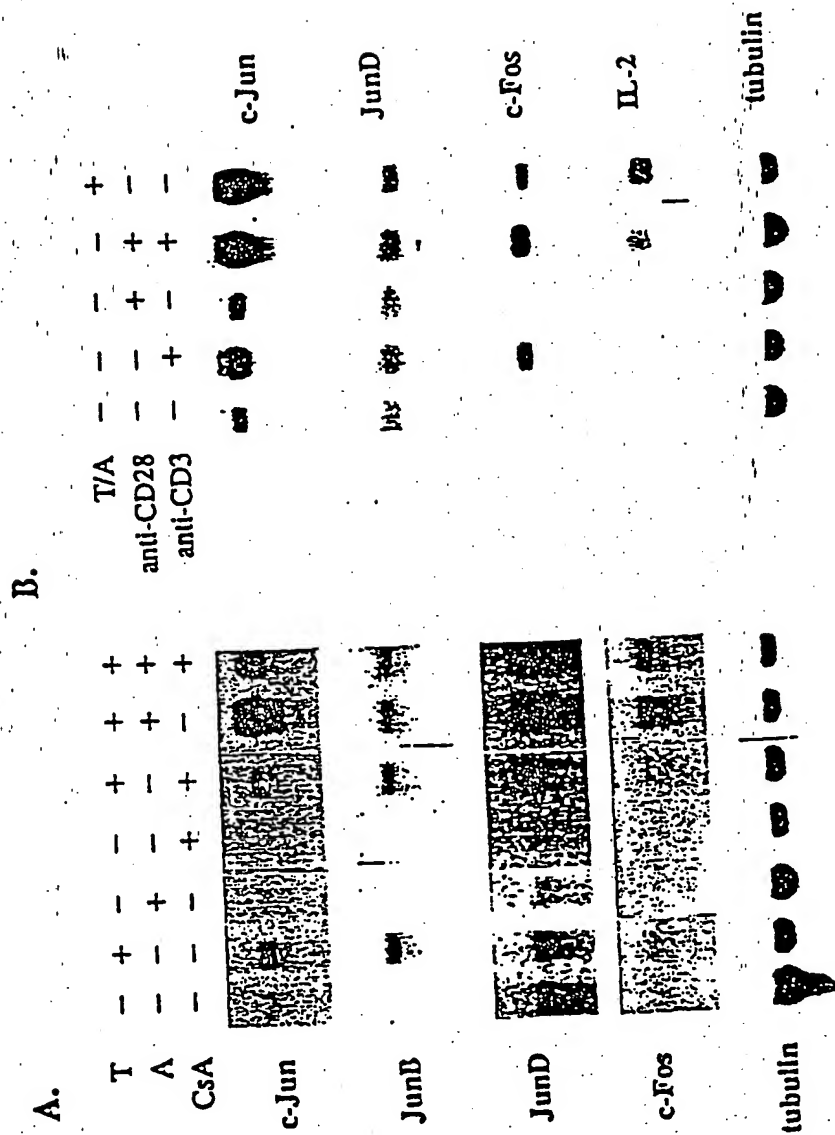 A.
T − + − − + + +
A − − + − − + +
CsA − − − + + − +
c-Jun
JunB
JunD
c-Fos
tubulin
B.
T/A − − − − +
anti-CD28 − − + + −
anti-CD3 − + − + −
c-Jun
JunD
c-Fos
IL-2
tubulin